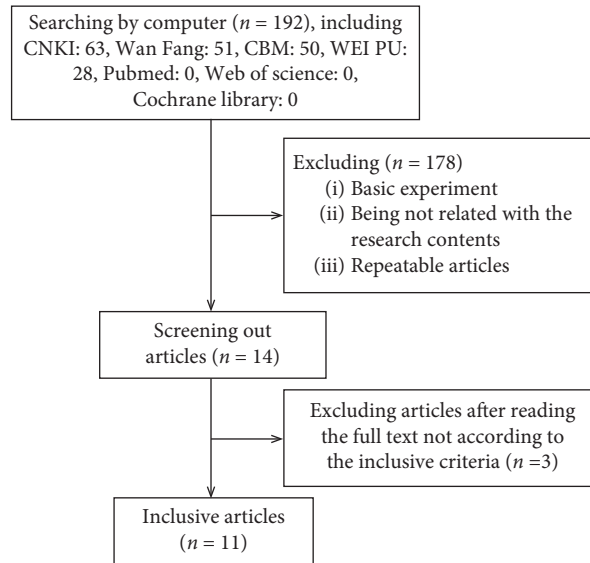 Searching by computer (n = 192), including
CNKI: 63, Wan Fang: 51, CBM: 50, WEI PU:
28, Pubmed: 0, Web of science: 0,
Cochrane library: 0
Excluding (n = 178)
(i) Basic experiment
(ii) Being not related with the
research contents
(iii) Repeatable articles
Screening out
articles (n = 14)
Excluding articles after reading
the full text not according to
the inclusive criteria (n =3)
Inclusive articles
(n = 11)